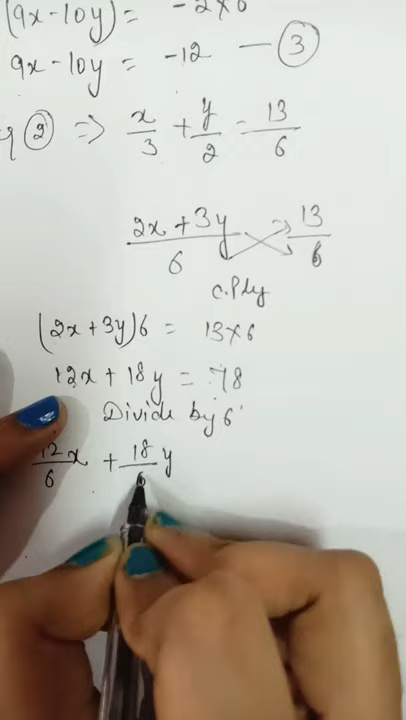 (9x-10y) = -2×6
9x-10y = -12 — ③
② ⇒ x/3 + y/2 = 13/6
2x+3y/6 13/6
c.ply
(2x+3y)6 = 13×6
12x + 18y = 78
Divide by 6
12/6 x + 18/6 y